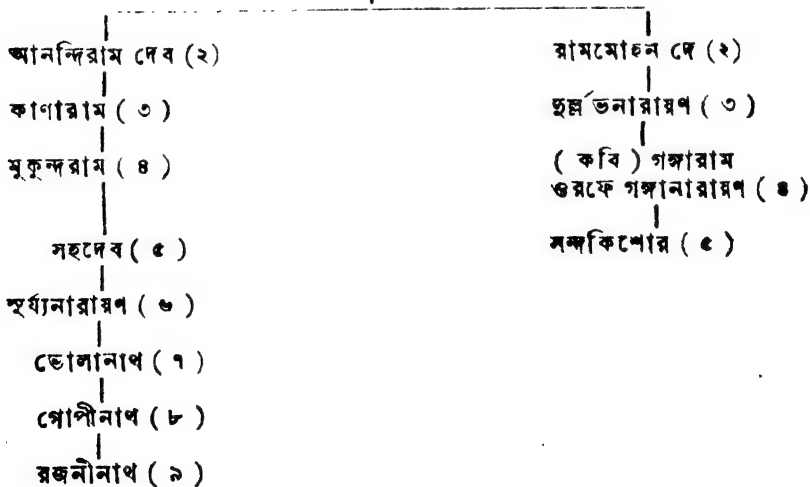 আনন্দিরাম দেব (২)
কাণারাম (৩)
মুকুন্দরাম (৪)
সহদেব (৫)
সূর্য্যনারায়ণ (৬)
ভোলানাথ (৭)
গোপীনাথ (৮)
রজনীনাথ (৯)
রামমোহন দে (২)
দুর্ল্লভনারায়ণ (৩)
(কবি) গঙ্গারাম
ওরফে গঙ্গানারায়ণ (৪)
নন্দকিশোর (৫)